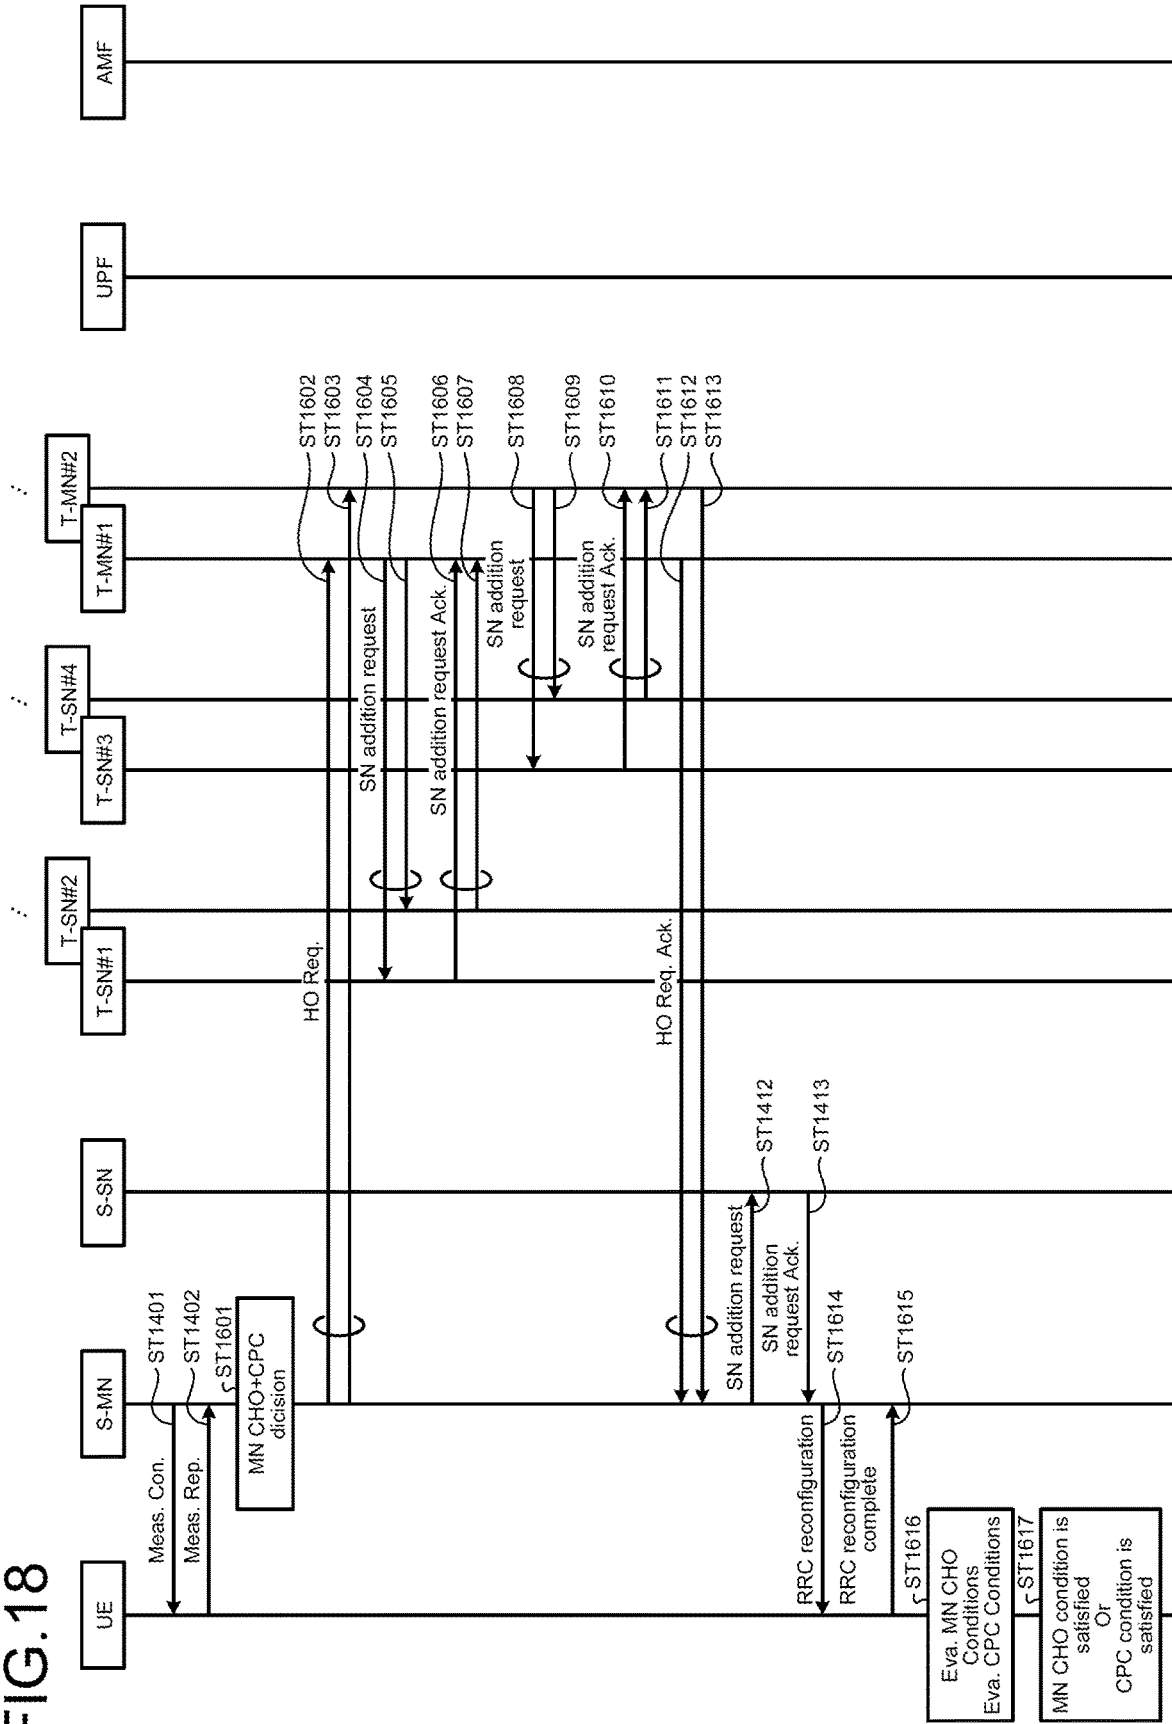 FIG.18
UE
S-MN
S-SN
T-SN#1
T-SN#2
...
T-SN#3
T-SN#4
...
T-MN#1
T-MN#2
...
UPF
AMF
Meas. Con.
ST1401
Meas. Rep.
ST1402
ST1601
MN CHO+CPC
dicision
HO Req.
ST1602
ST1603
SN addition request
ST1604
ST1605
SN addition request Ack.
ST1606
ST1607
SN addition
request
ST1608
ST1609
SN addition
request Ack.
ST1610
ST1611
HO Req. Ack.
ST1612
ST1613
SN addition request
ST1412
SN addition
request Ack.
ST1413
RRC reconfiguration
ST1614
RRC reconfiguration
complete
ST1615
ST1616
Eva. MN CHO
Conditions
Eva. CPC Conditions
ST1617
MN CHO condition is
satisfied
Or
CPC condition is
satisfied